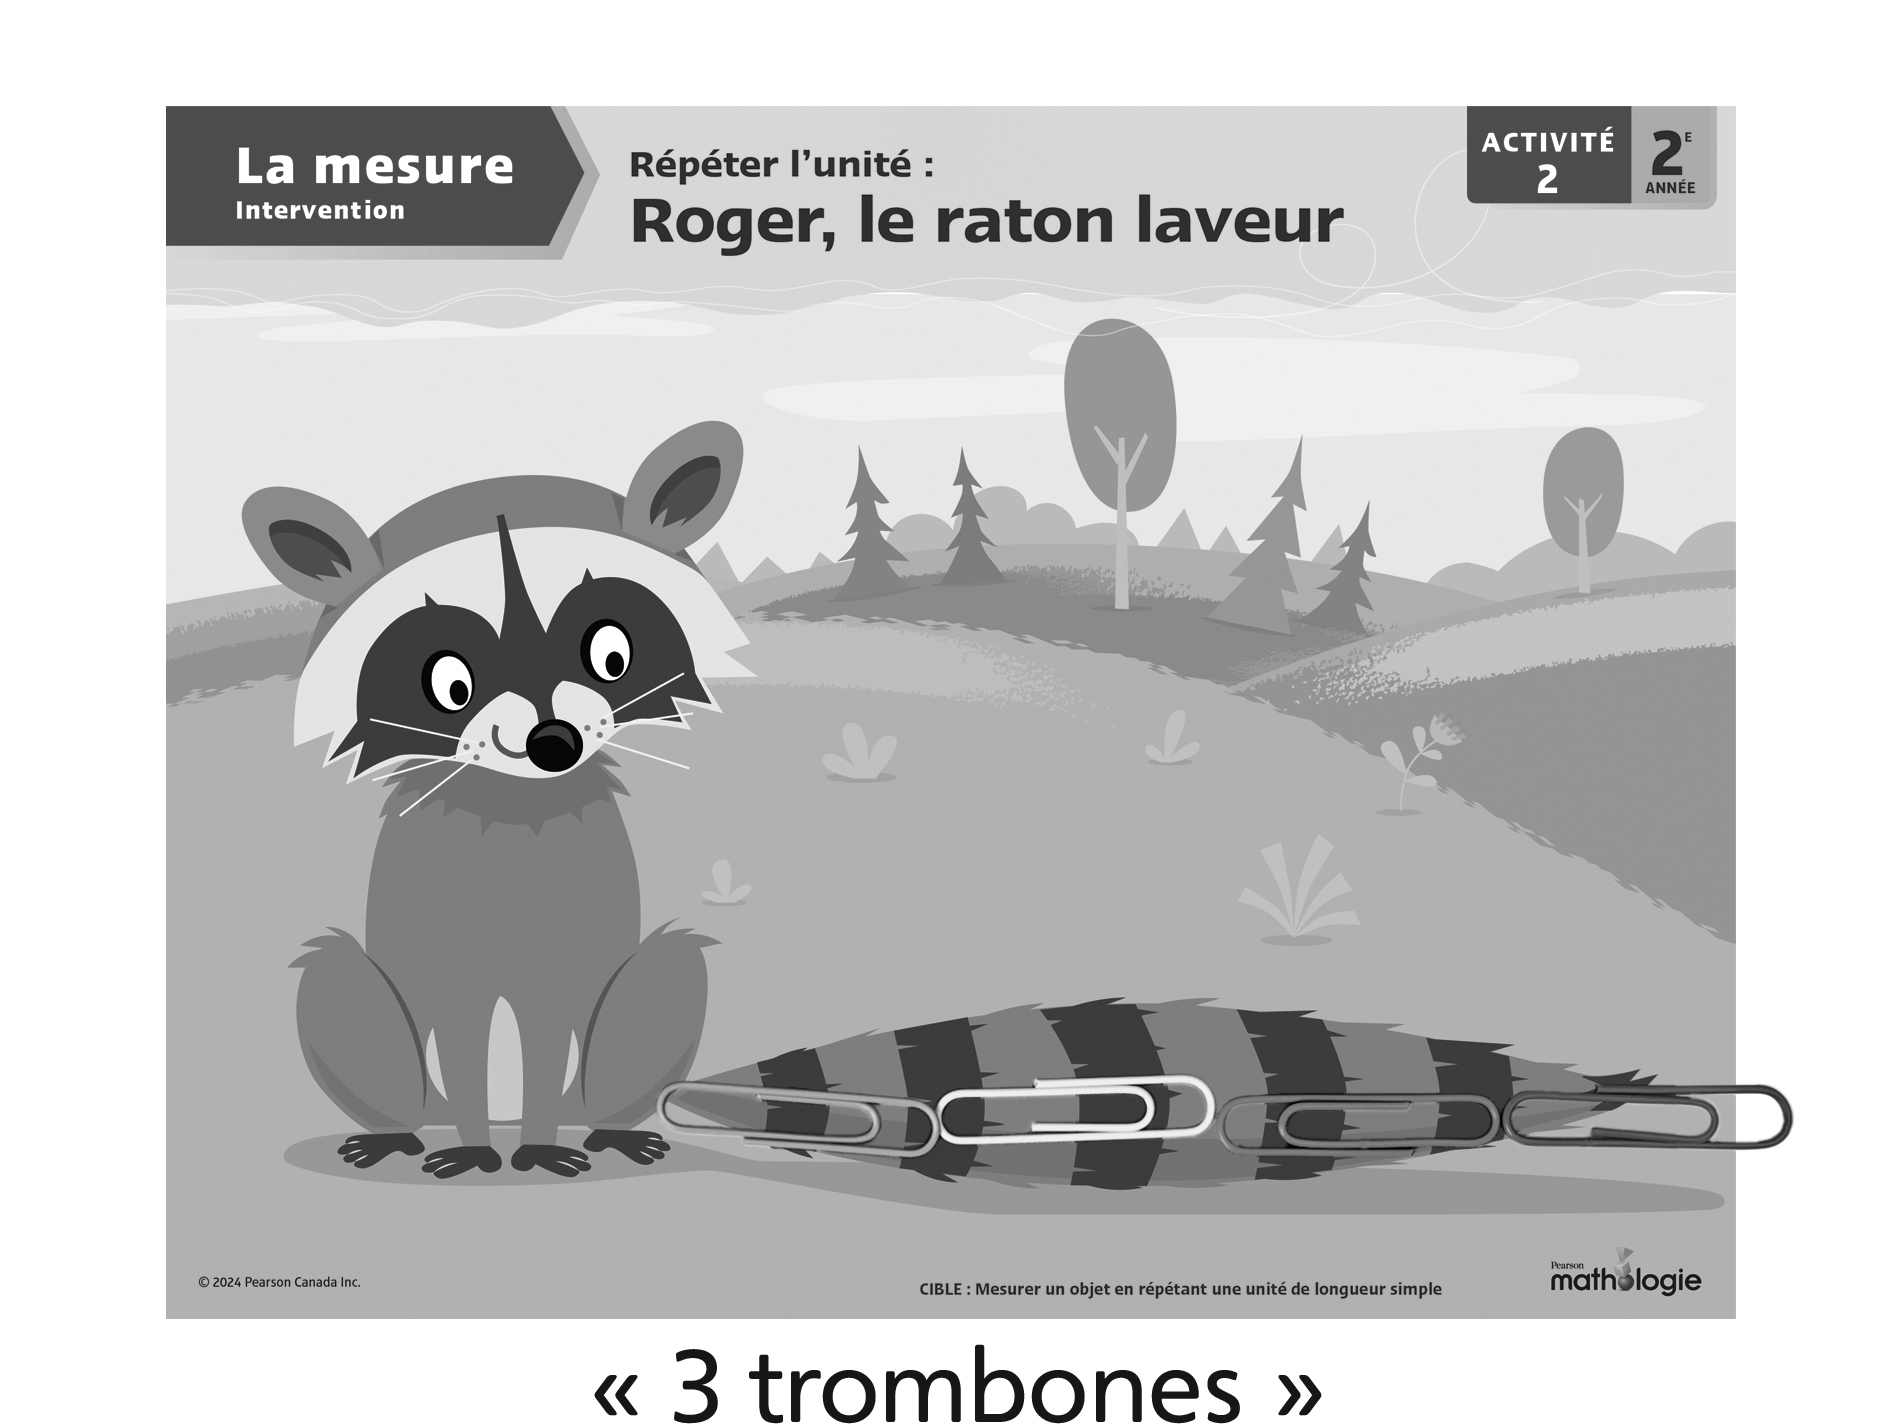 La mesure
Intervention
Répéter l’unité :
Roger, le raton laveur
ACTIVITÉ
2
2E
ANNÉE
© 2024 Pearson Canada Inc.
CIBLE : Mesurer un objet en répétant une unité de longueur simple
Pearson
mathologie
« 3 trombones »